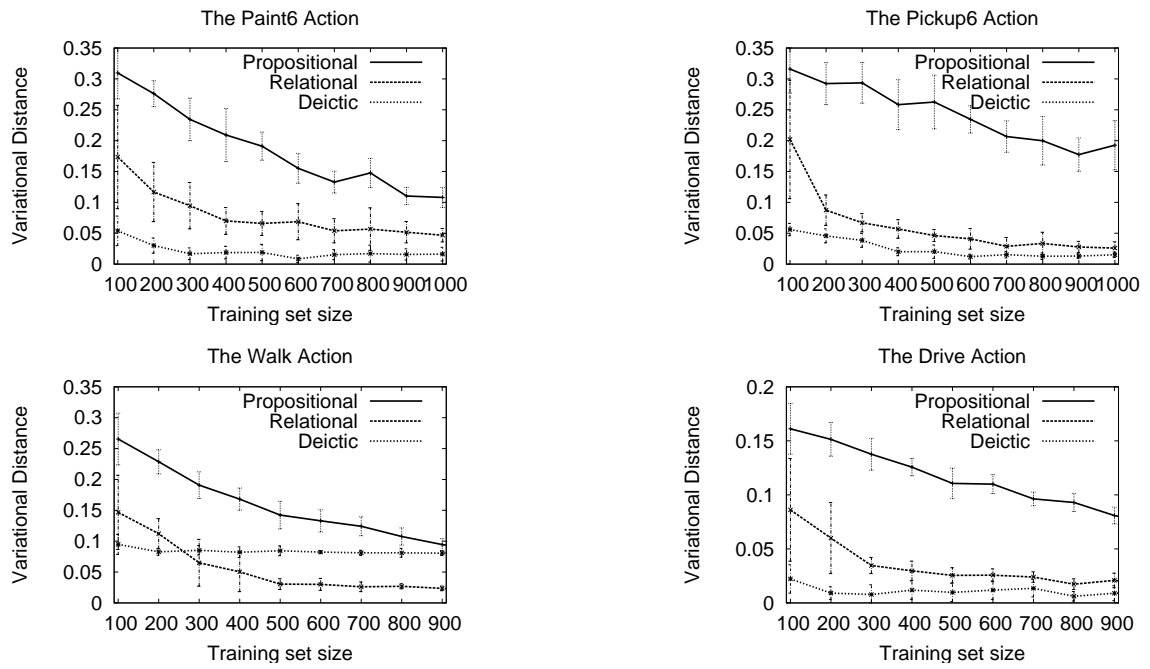 The Paint6 Action
Variational Distance
0.35
0.3
0.25
0.2
0.15
0.1
0.05
0
Propositional
Relational
Deictic
100 200 300 400 500 600 700 800 900 1000
Training set size
The Pickup6 Action
Variational Distance
0.35
0.3
0.25
0.2
0.15
0.1
0.05
0
Propositional
Relational
Deictic
100 200 300 400 500 600 700 800 900 1000
Training set size
The Walk Action
Variational Distance
0.35
0.3
0.25
0.2
0.15
0.1
0.05
0
Propositional
Relational
Deictic
100 200 300 400 500 600 700 800 900
Training set size
The Drive Action
Variational Distance
0.2
0.15
0.1
0.05
0
Propositional
Relational
Deictic
100 200 300 400 500 600 700 800 900
Training set size